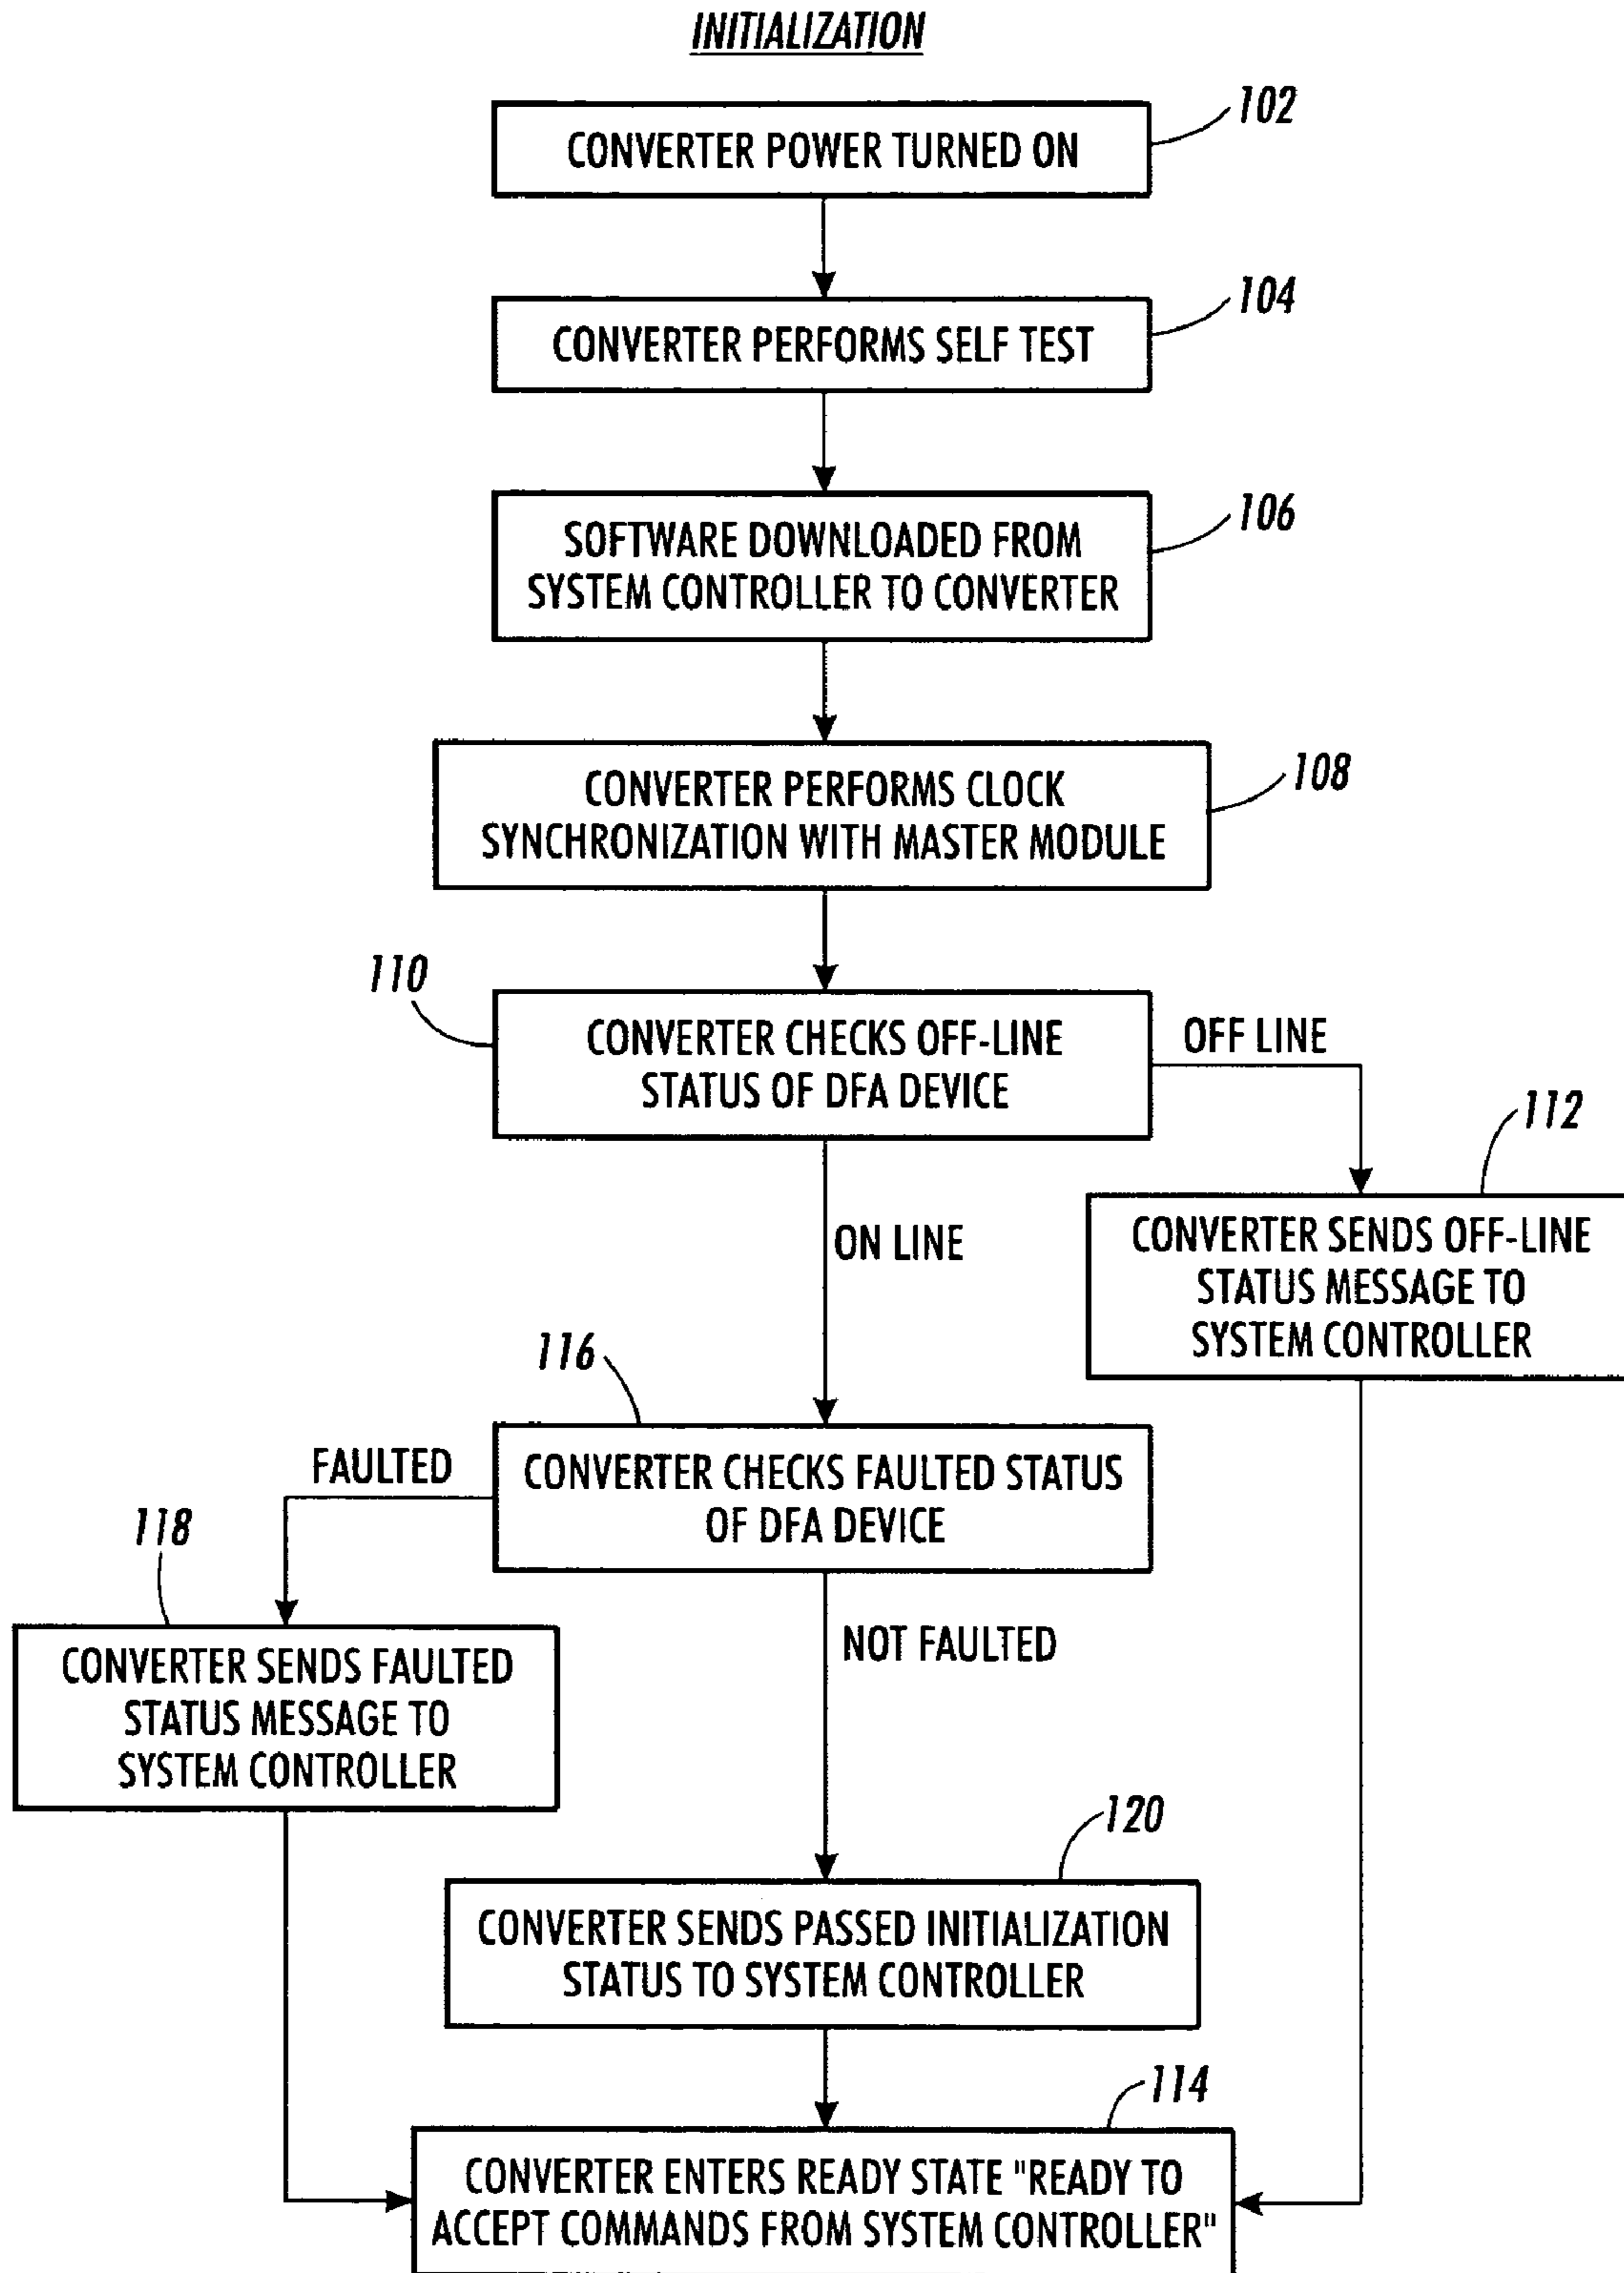 INITIALIZATION
102
CONVERTER POWER TURNED ON
104
CONVERTER PERFORMS SELF TEST
106
SOFTWARE DOWNLOADED FROM
SYSTEM CONTROLLER TO CONVERTER
108
CONVERTER PERFORMS CLOCK
SYNCHRONIZATION WITH MASTER MODULE
110
CONVERTER CHECKS OFF-LINE
STATUS OF DFA DEVICE
OFF LINE
112
CONVERTER SENDS OFF-LINE
STATUS MESSAGE TO
SYSTEM CONTROLLER
ON LINE
116
CONVERTER CHECKS FAULTED STATUS
OF DFA DEVICE
FAULTED
118
CONVERTER SENDS FAULTED
STATUS MESSAGE TO
SYSTEM CONTROLLER
NOT FAULTED
120
CONVERTER SENDS PASSED INITIALIZATION
STATUS TO SYSTEM CONTROLLER
114
CONVERTER ENTERS READY STATE "READY TO
ACCEPT COMMANDS FROM SYSTEM CONTROLLER"